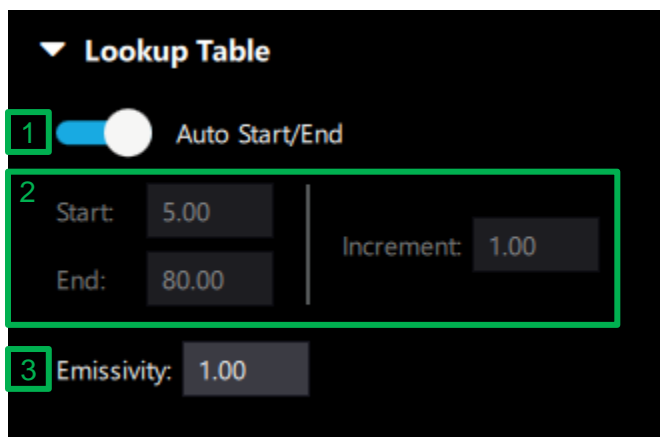 Lookup Table
1 Auto Start/End
2
Start: 5.00
Increment: 1.00
End: 80.00
3 Emissivity: 1.00